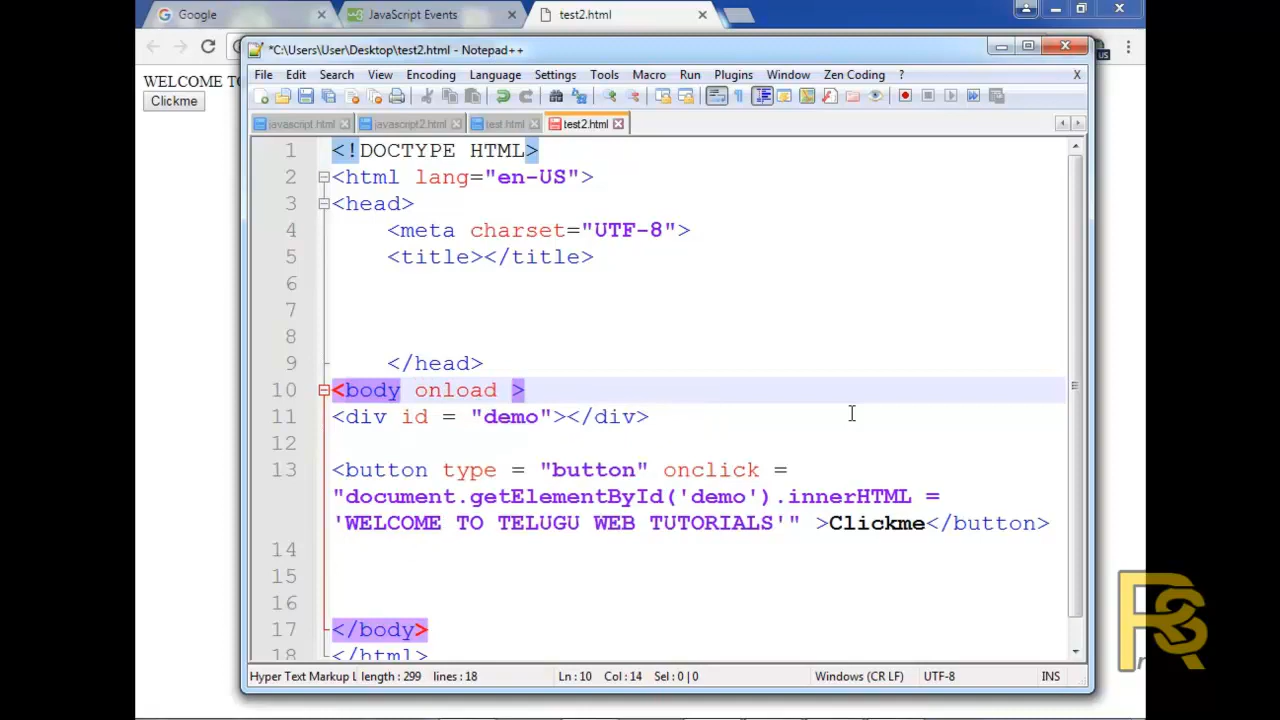 Google
JavaScript Events
test2.html
*C:\Users\User\Desktop\test2.html - Notepad++
File Edit Search View Encoding Language Settings Tools Macro Run Plugins Window Zen Coding ? X
WELCOME TO
Clickme
javascript.html javascript2.html test.html test2.html
1 <!DOCTYPE HTML>
2 <html lang="en-US">
3 <head>
4 <meta charset="UTF-8">
5 <title></title>
6
7
8
9 </head>
10 <body onload >
11 <div id = "demo"></div>
12
13 <button type = "button" onclick =
"document.getElementById('demo').innerHTML =
'WELCOME TO TELUGU WEB TUTORIALS'" >Clickme</button>
14
15
16
17 </body>
18 </html>
Hyper Text Markup L length : 299 lines : 18 Ln : 10 Col : 14 Sel : 0 | 0 Windows (CR LF) UTF-8 INS